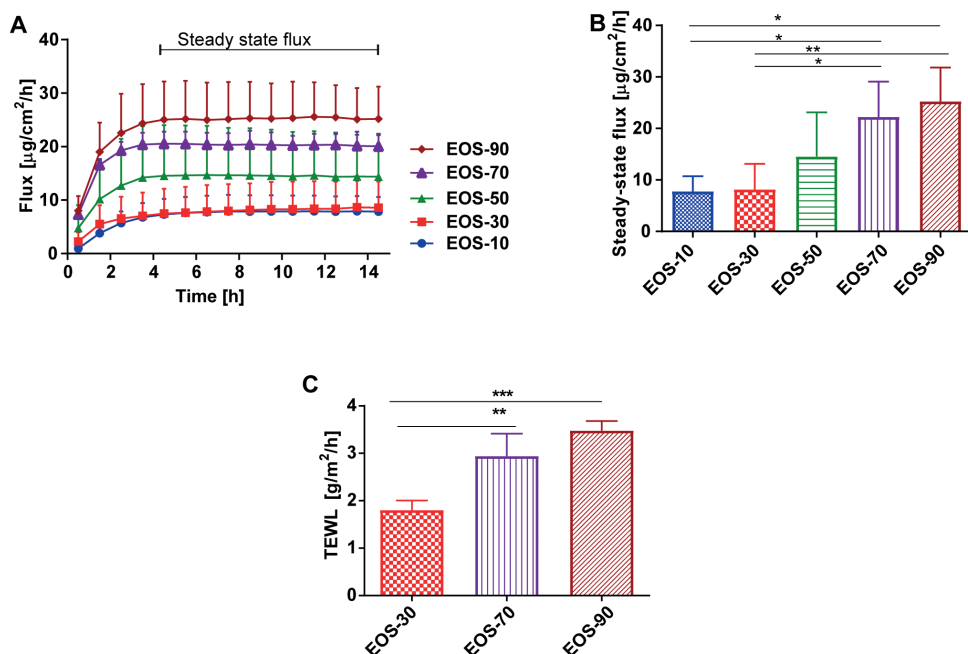 A
Steady state flux
Flux [µg/cm²/h]
40
30
20
10
0
0 2 4 6 8 10 12 14
Time [h]
EOS-90
EOS-70
EOS-50
EOS-30
EOS-10
B
Steady-state flux [µg/cm²/h]
*
*
**
*
40
30
20
10
0
EOS-10
EOS-30
EOS-50
EOS-70
EOS-90
C
TEWL [g/m²/h]
***
**
4
3
2
1
0
EOS-30
EOS-70
EOS-90